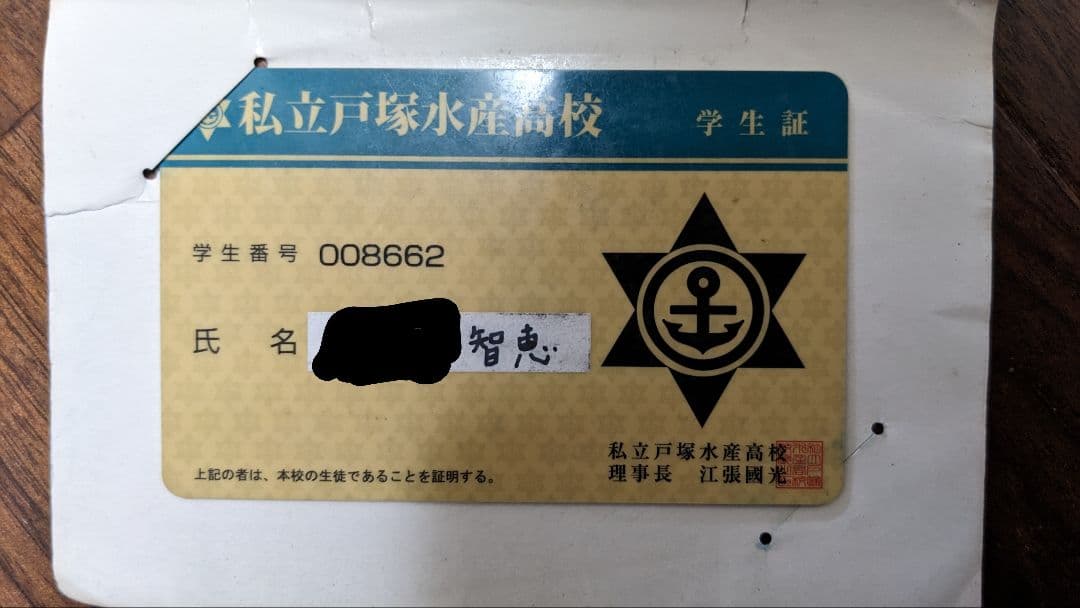 私立戸塚水産高校 学生証
学生番号 008662
氏名 智恵
上記の者は、本校の生徒であることを証明する。
私立戸塚水産高校
理事長 江張國光